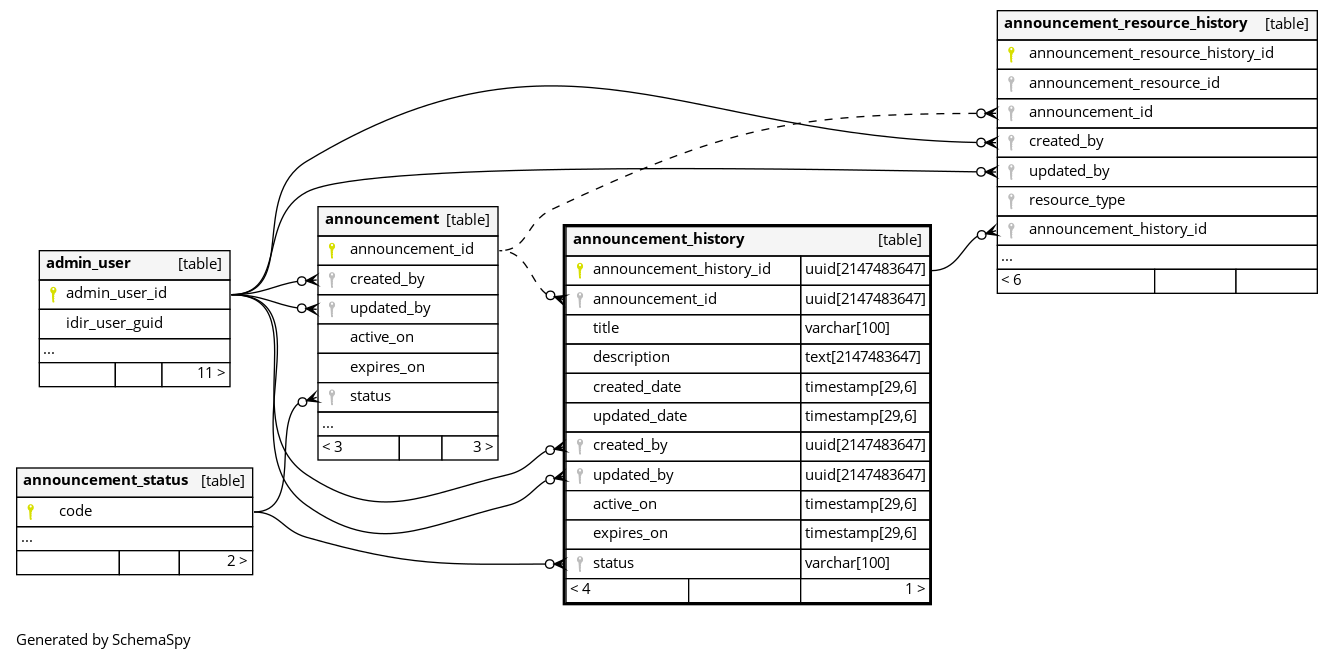 announcement_resource_history [table]
announcement_resource_history_id
announcement_resource_id
announcement_id
created_by
updated_by
resource_type
announcement_history_id
...
< 6
announcement [table]
announcement_id
created_by
updated_by
active_on
expires_on
status
...
< 3 3 >
announcement_history [table]
announcement_history_id uuid[2147483647]
announcement_id uuid[2147483647]
title varchar[100]
description text[2147483647]
created_date timestamp[29,6]
updated_date timestamp[29,6]
created_by uuid[2147483647]
updated_by uuid[2147483647]
active_on timestamp[29,6]
expires_on timestamp[29,6]
status varchar[100]
< 4 1 >
admin_user [table]
admin_user_id
idir_user_guid
...
11 >
announcement_status [table]
code
...
2 >
Generated by SchemaSpy